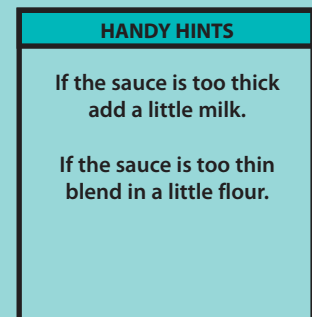 HANDY HINTS
If the sauce is too thick
add a little milk.
If the sauce is too thin
blend in a little flour.